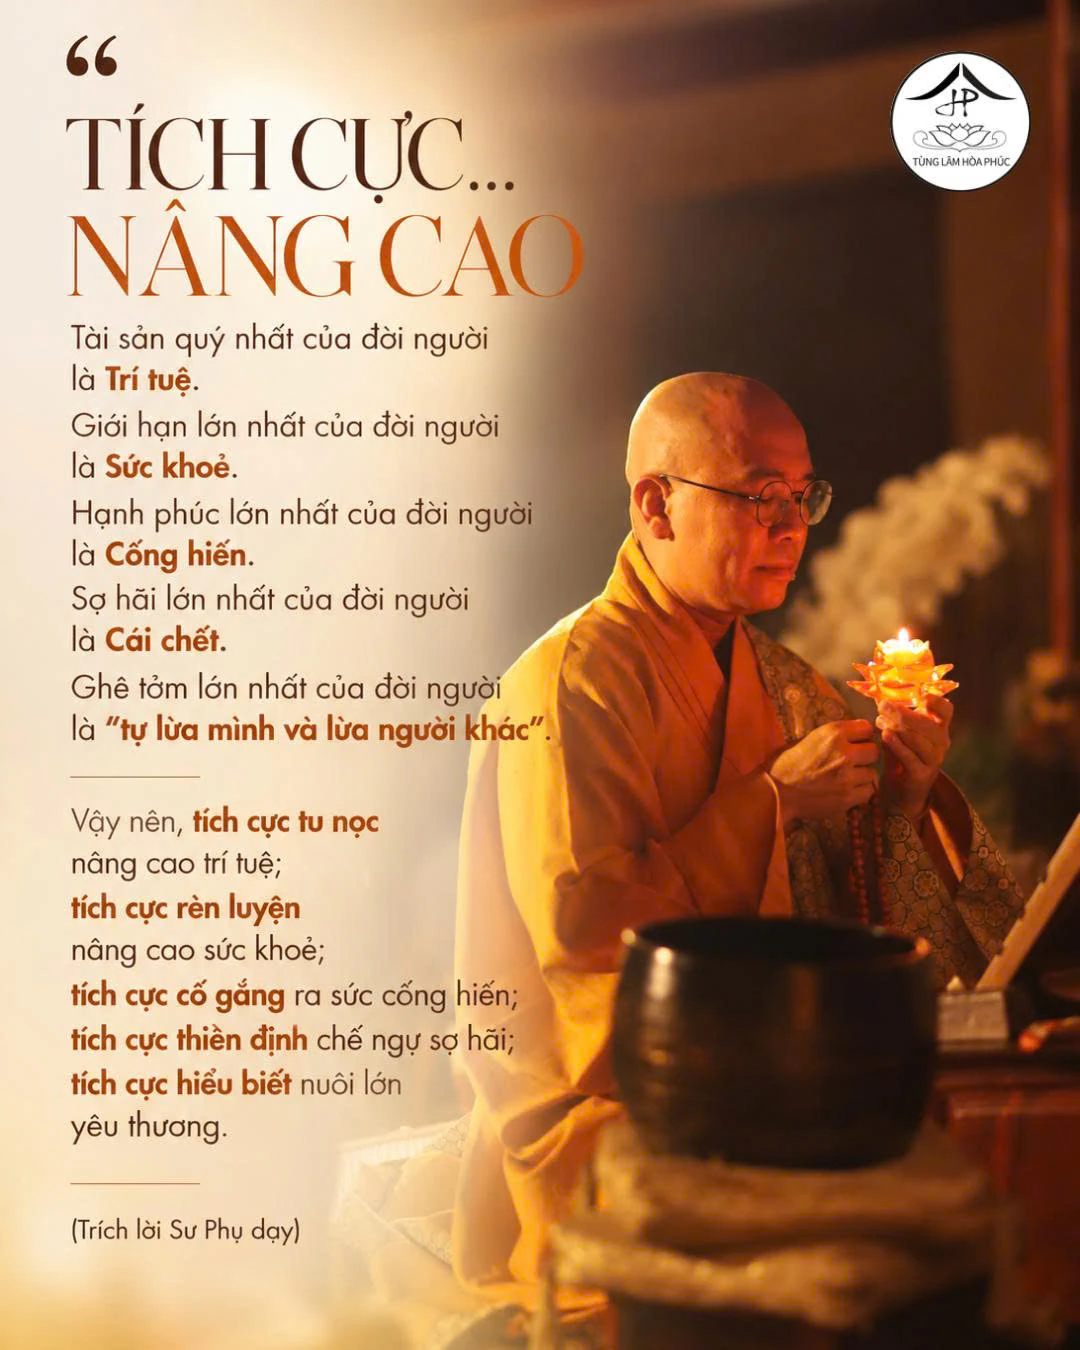 “
TÍCH CỰC...
NÂNG CAO
HP
TÙNG LÂM HÒA PHÚC
Tài sản quý nhất của đời người
là Trí tuệ.
Giới hạn lớn nhất của đời người
là Sức khoẻ.
Hạnh phúc lớn nhất của đời người
là Cống hiến.
Sợ hãi lớn nhất của đời người
là Cái chết.
Ghê tởm lớn nhất của đời người
là “tự lừa mình và lừa người khác”.
Vậy nên, tích cực tu nọc
nâng cao trí tuệ;
tích cực rèn luyện
nâng cao sức khoẻ;
tích cực cố gắng ra sức cống hiến;
tích cực thiền định chế ngự sợ hãi;
tích cực hiểu biết nuôi lớn
yêu thương.
(Trích lời Sư Phụ dạy)